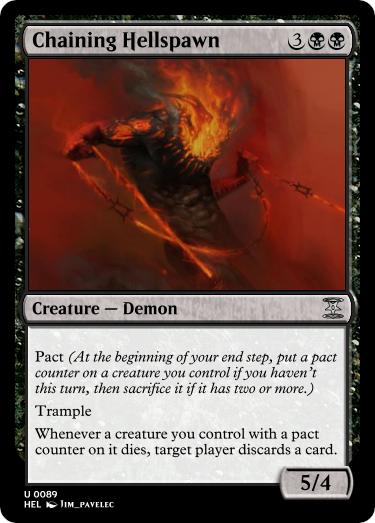 Chaining Hellspawn 3
Creature — Demon
Pact (At the beginning of your end step, put a pact
counter on a creature you control if you haven't
this turn, then sacrifice it if it has two or more.)
Trample
Whenever a creature you control with a pact
counter on it dies, target player discards a card.
5/4
U 0089
HEL JIM_PAVELEC